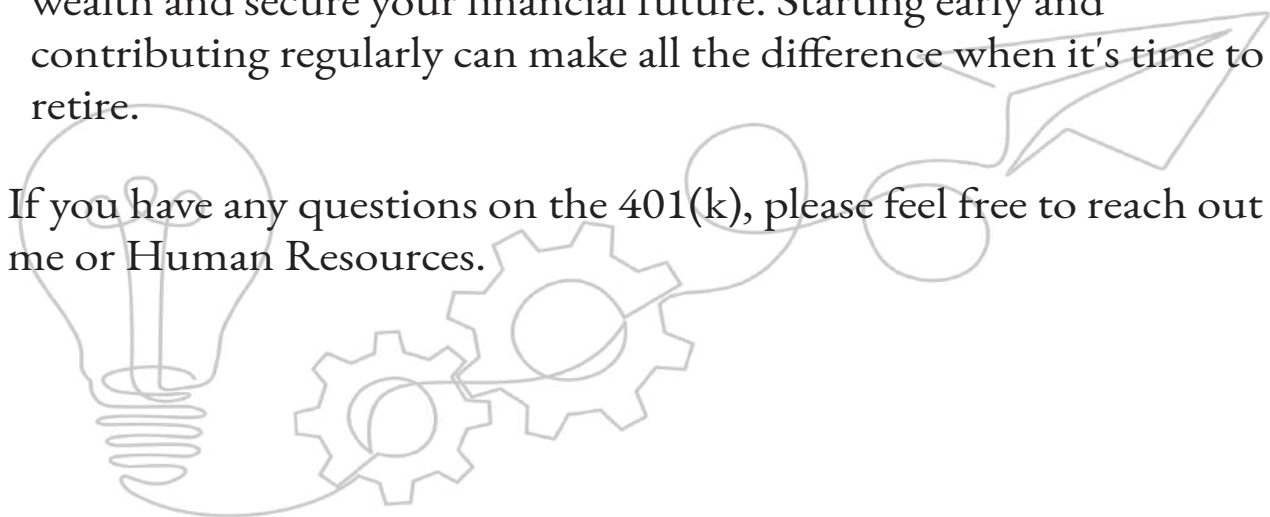 wealth and secure your financial future. Starting early and
contributing regularly can make all the difference when it's time to
retire.
If you have any questions on the 401(k), please feel free to reach out
me or Human Resources.